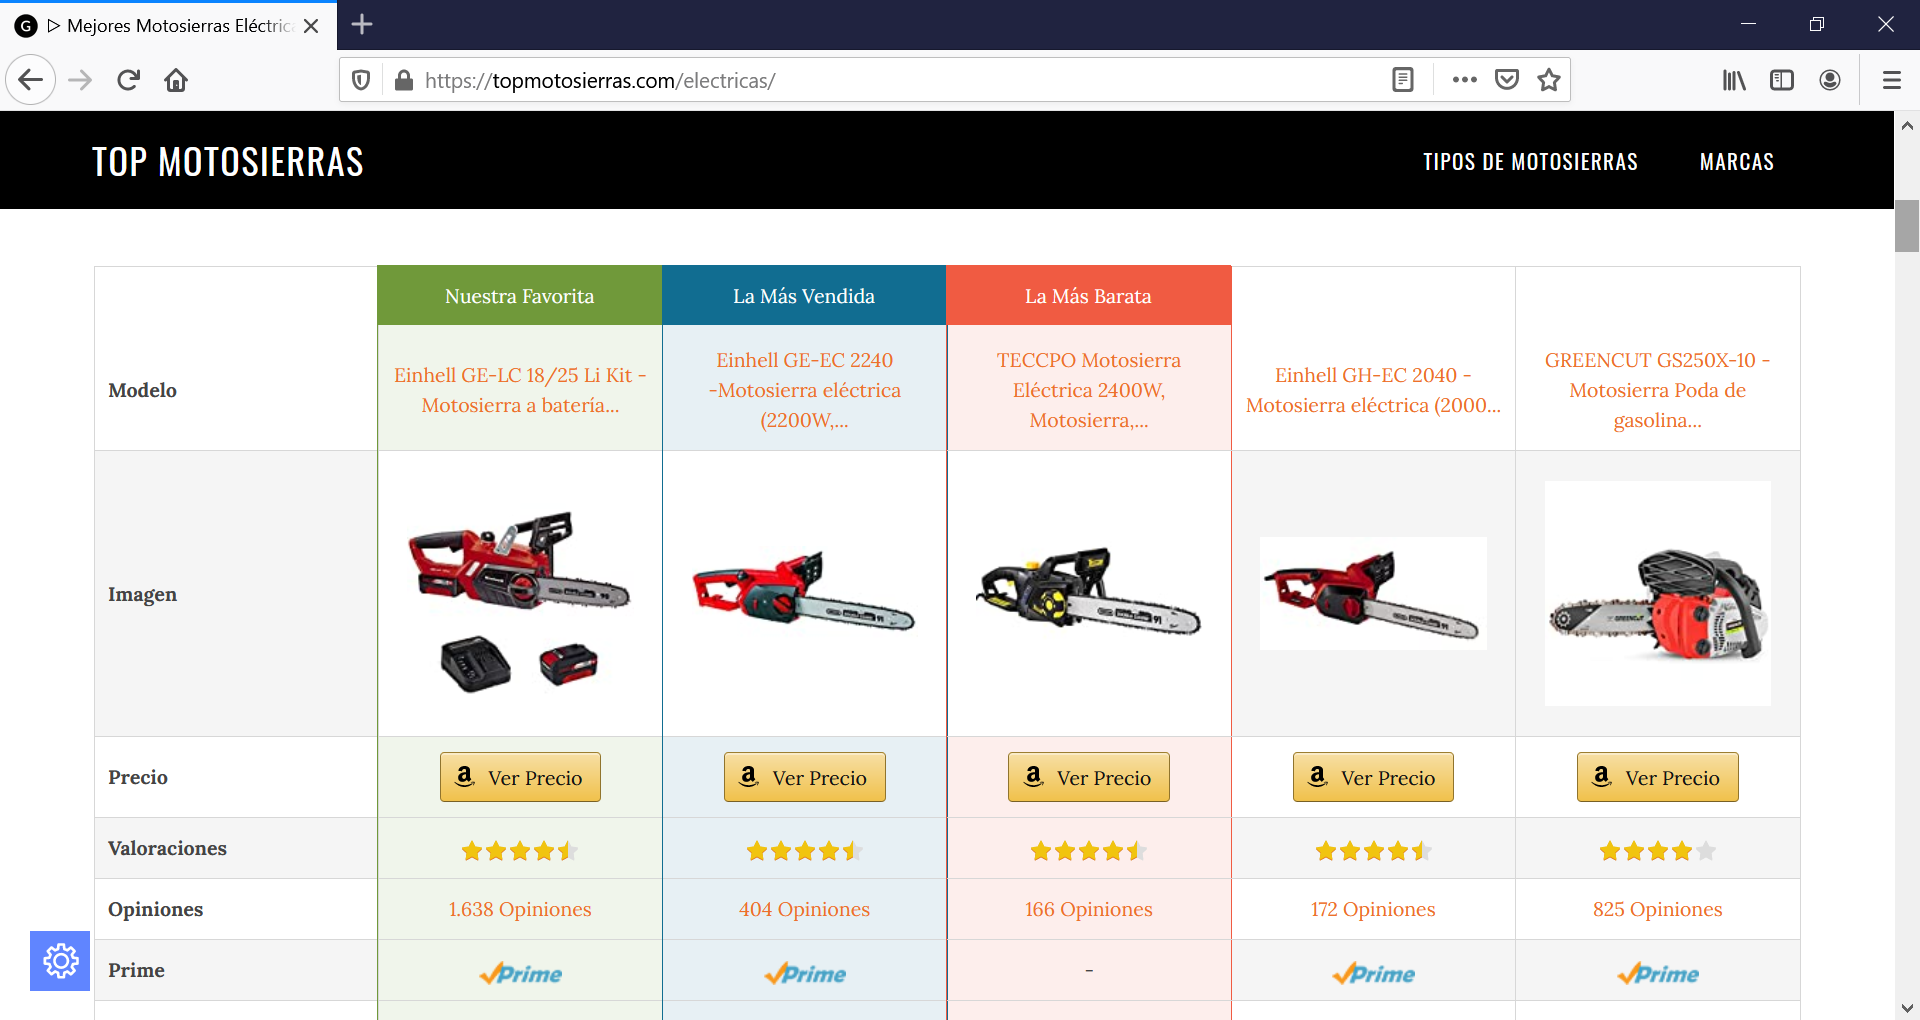 ▷ Mejores Motosierras Eléctric
https://topmotosierras.com/electricas/
TOP MOTOSIERRAS
TIPOS DE MOTOSIERRAS
MARCAS
Nuestra Favorita
La Más Vendida
La Más Barata
Modelo
Einhell GE-LC 18/25 Li Kit -
Motosierra a batería...
Einhell GE-EC 2240
-Motosierra eléctrica
(2200W,...
TECCPO Motosierra
Eléctrica 2400W,
Motosierra,...
Einhell GH-EC 2040 -
Motosierra eléctrica (2000...
GREENCUT GS250X-10 -
Motosierra Poda de
gasolina...
Imagen
GREENCUT
Precio
Ver Precio
Ver Precio
Ver Precio
Ver Precio
Ver Precio
Valoraciones
Opiniones
1.638 Opiniones
404 Opiniones
166 Opiniones
172 Opiniones
825 Opiniones
Prime
Prime
Prime
-
Prime
Prime